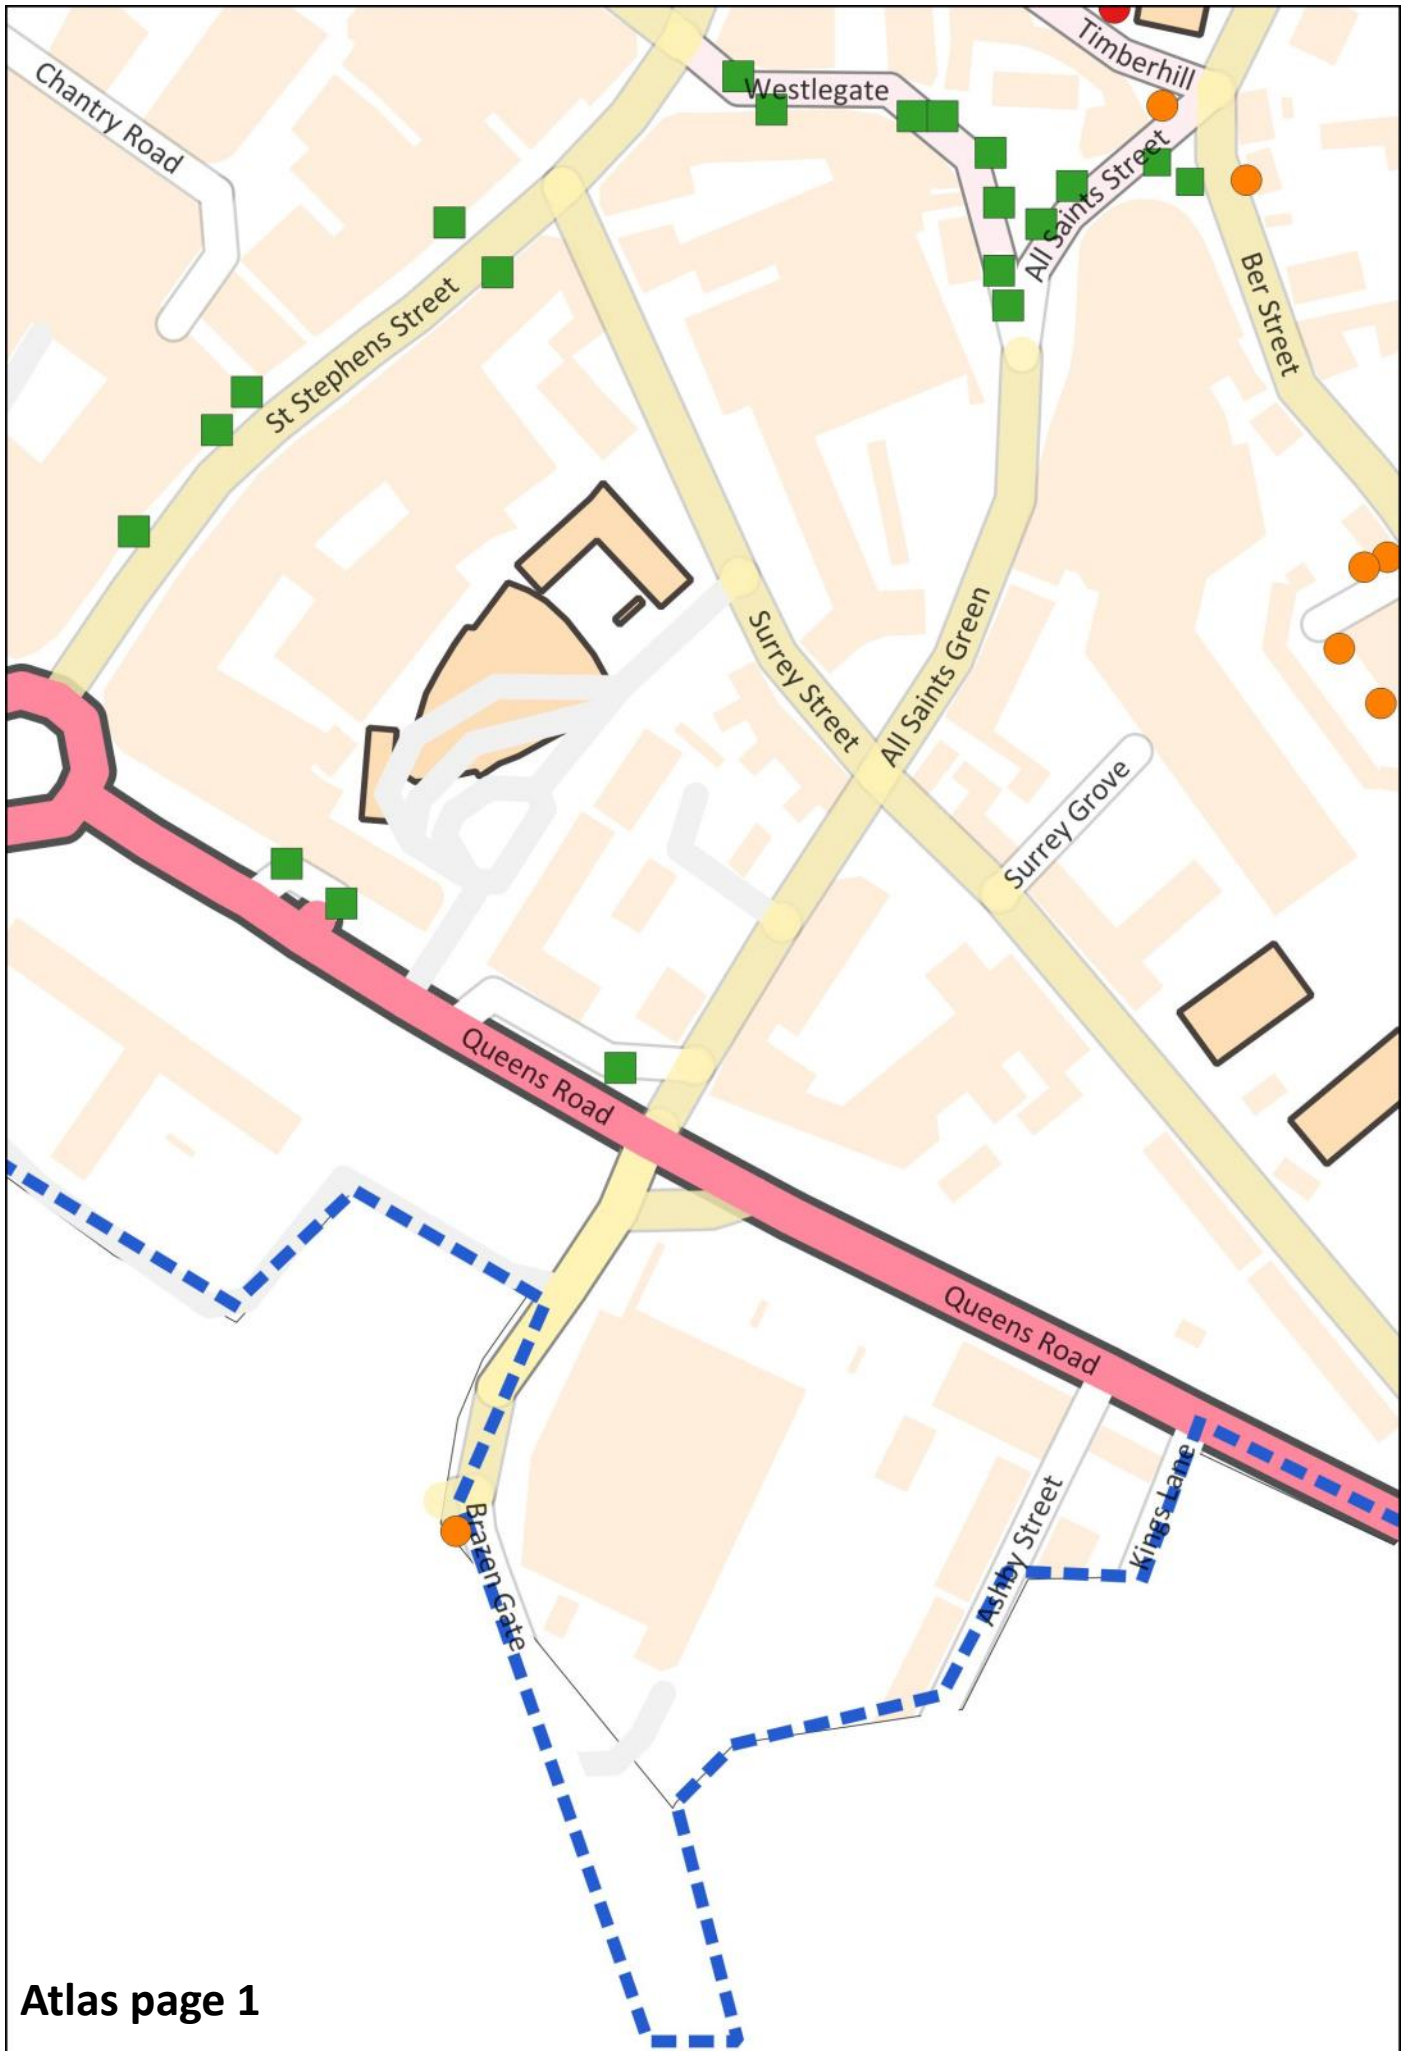 Timberhill
Chantry Road
Westlegate
All Saints Street
Ber Street
St Stephens Street
Surrey Street
All Saints Green
Surrey Grove
Queens Road
Queens Road
Kings Lane
Ashby Street
Brazen Gate
Atlas page 1